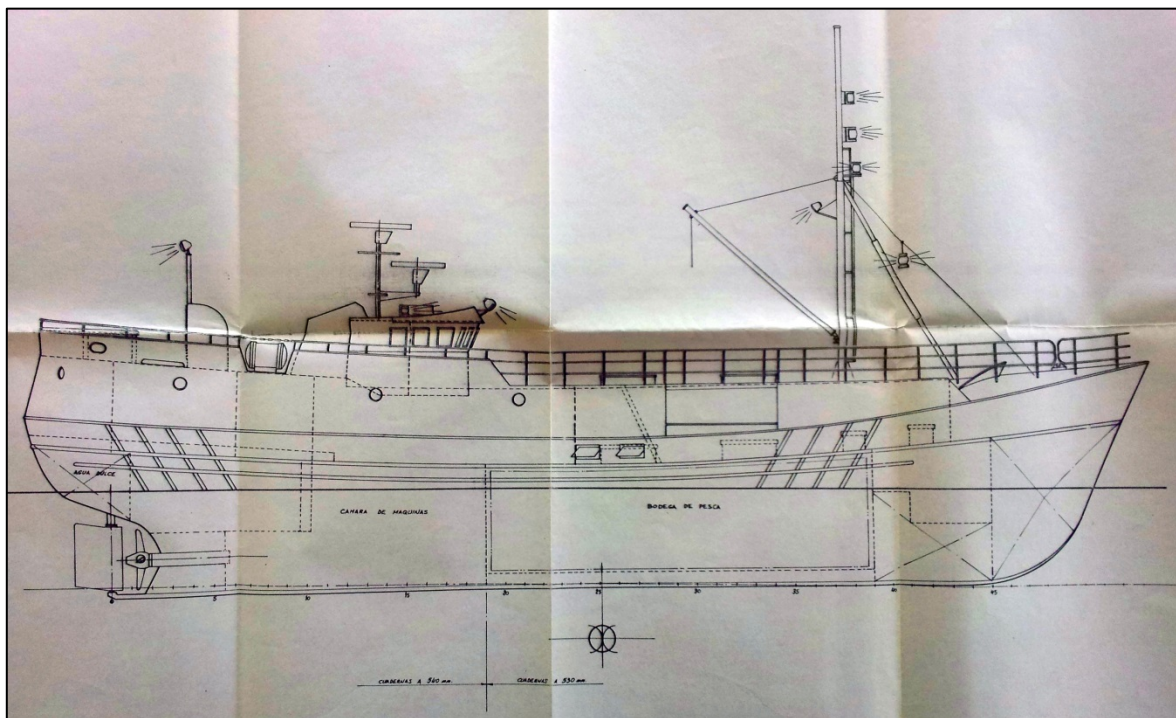 AGUA DULCE
CAMARA DE MAQUINAS
BODEGA DE PESCA
5 10 15 20 25 30 35 40 45
CUADERNAS A 560 mm.
CUADERNAS A 530 mm.